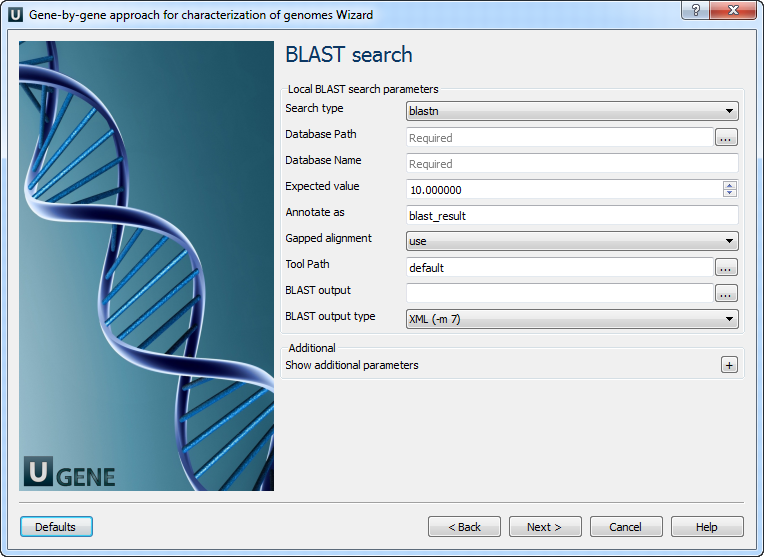 U Gene-by-gene approach for characterization of genomes Wizard ? X
BLAST search
Local BLAST search parameters
Search type blastn
Database Path Required ...
Database Name Required
Expected value 10.000000
Annotate as blast_result
Gapped alignment use
Tool Path default ...
BLAST output ...
BLAST output type XML (-m 7)
Additional
Show additional parameters +
U GENE
Defaults < Back Next > Cancel Help